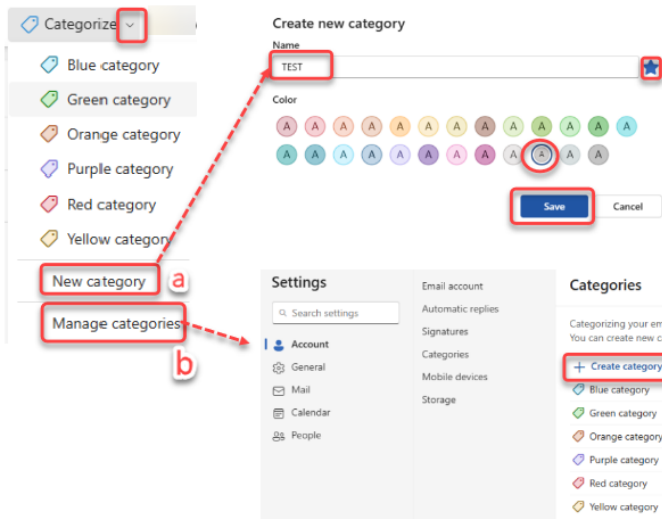 Categorize
Blue category
Green category
Orange category
Purple category
Red category
Yellow category
New category
a
Manage categories
b
Create new category
Name
TEST
Color
A A A A A A A A A A A A A
A A A A A A A A A A A A
Save Cancel
Settings
Search settings
Account
General
Mail
Calendar
People
Email account
Automatic replies
Signatures
Categories
Mobile devices
Storage
Categories
Categorizing your em
You can create new c
+ Create category
Blue category
Green category
Orange category
Purple category
Red category
Yellow category